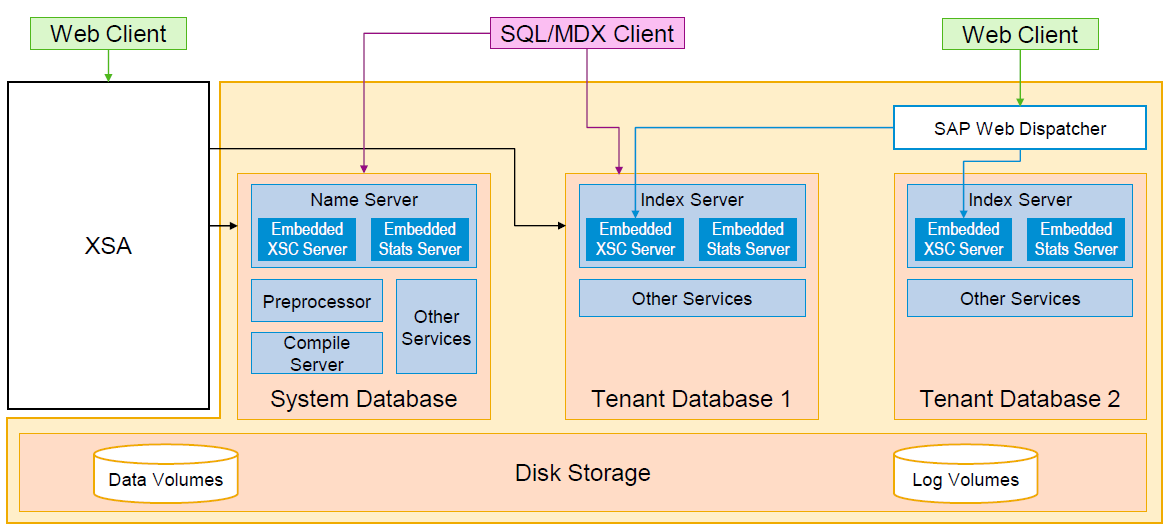 Web Client
SQL/MDX Client
Web Client
SAP Web Dispatcher
XSA
Name Server
Embedded
XSC Server
Embedded
Stats Server
Preprocessor
Compile
Server
Other
Services
System Database
Index Server
Embedded
XSC Server
Embedded
Stats Server
Other Services
Tenant Database 1
Index Server
Embedded
XSC Server
Embedded
Stats Server
Other Services
Tenant Database 2
Data Volumes
Disk Storage
Log Volumes